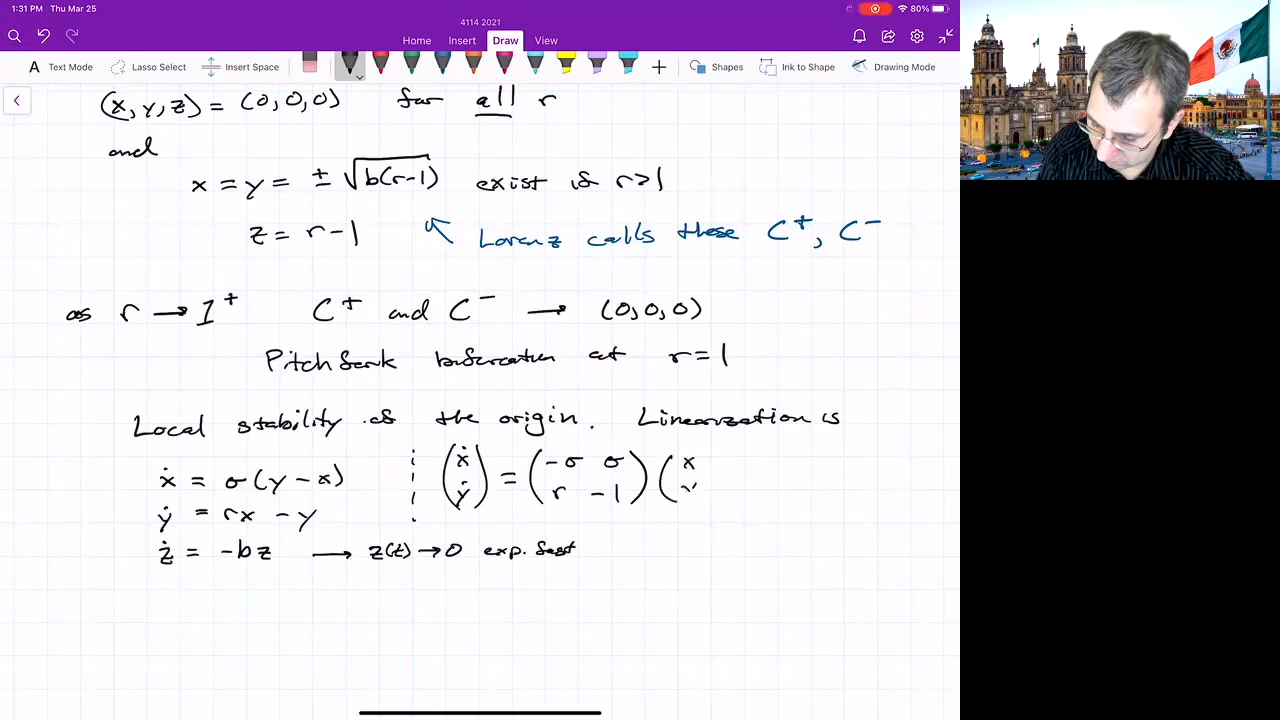 1:31 PM Thu Mar 25
80%
4114 2021
Home Insert Draw View
Text Mode Lasso Select Insert Space Shapes Ink to Shape Drawing Mode
(x, y, z) = (0, 0, 0) for all r
and
x = y = ± √b(r-1) exist if r>1
z = r - 1 Lorenz calls these C⁺, C⁻
as r → 1⁺ C⁺ and C⁻ → (0,0,0)
Pitchfork bifurcation at r = 1
Local stability of the origin. Linearization is
ẋ = σ(y - x) (ẋ ẏ) = (-σ σ r -1) (x y
ẏ = rx - y
ż = -bz → z(t) → 0 exp. fast